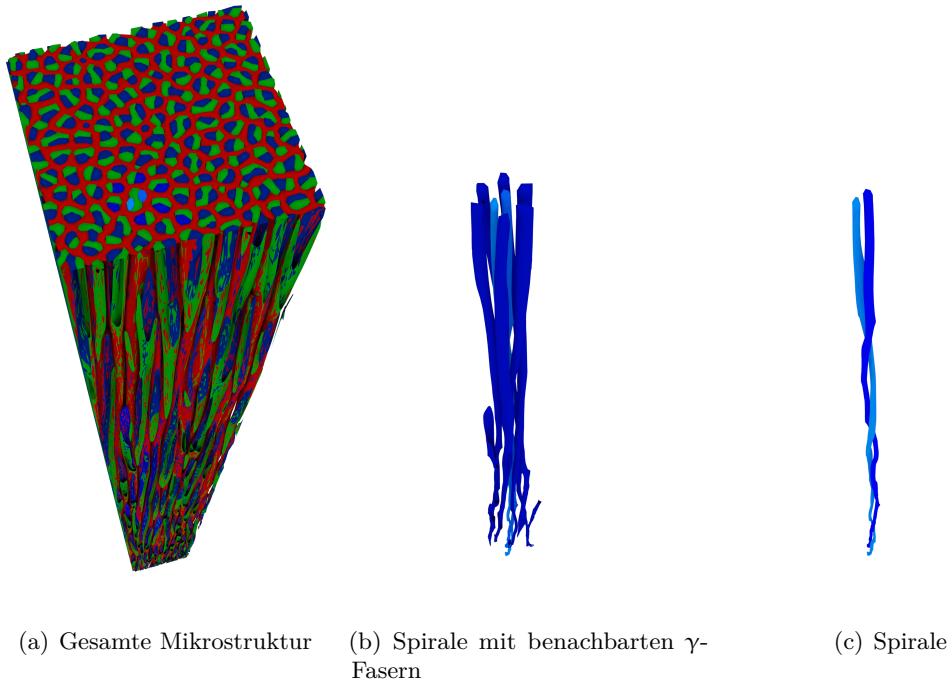 (a) Gesamte Mikrostruktur
(b) Spirale mit benachbarten γ-
Fasern
(c) Spirale